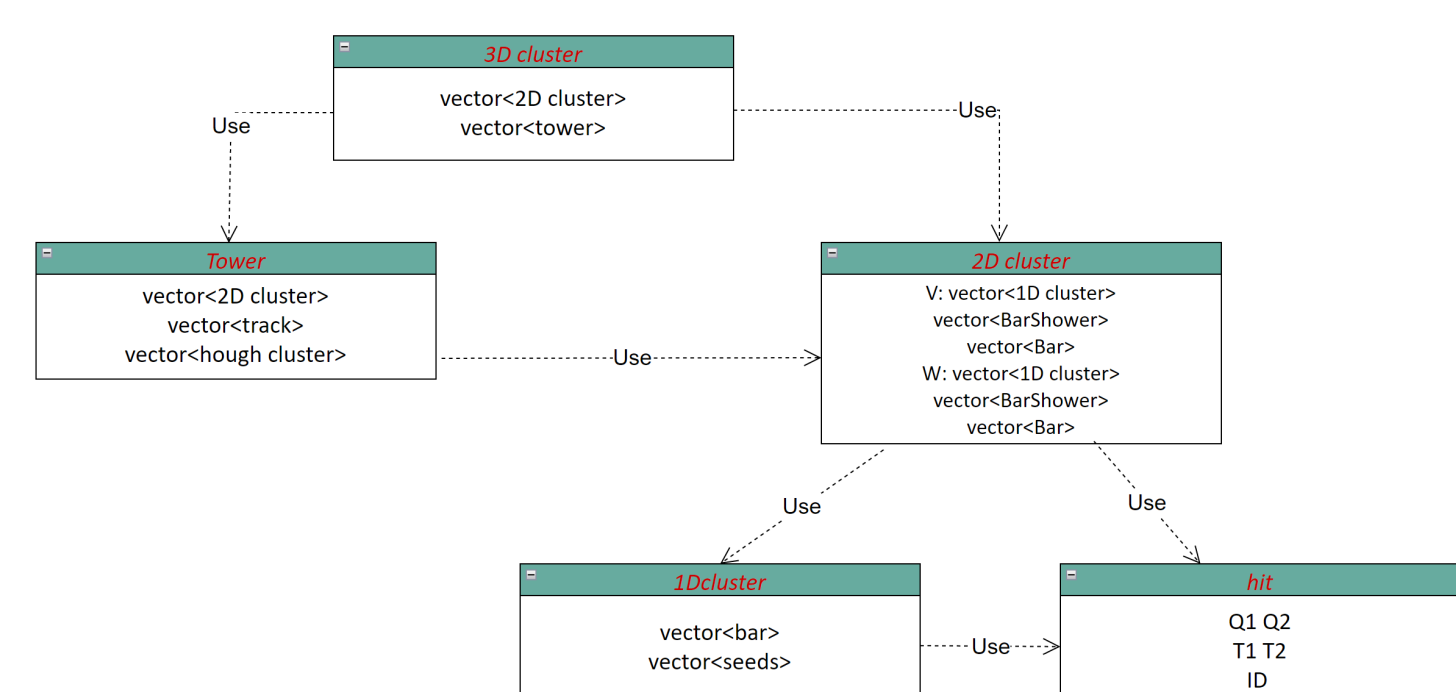 3D cluster
vector<2D cluster>
vector<tower>
Use
Use
Tower
vector<2D cluster>
vector<track>
vector<hough cluster>
Use
2D cluster
V: vector<1D cluster>
vector<BarShower>
vector<Bar>
W: vector<1D cluster>
vector<BarShower>
vector<Bar>
Use
Use
1Dcluster
vector<bar>
vector<seeds>
Use
hit
Q1 Q2
T1 T2
ID